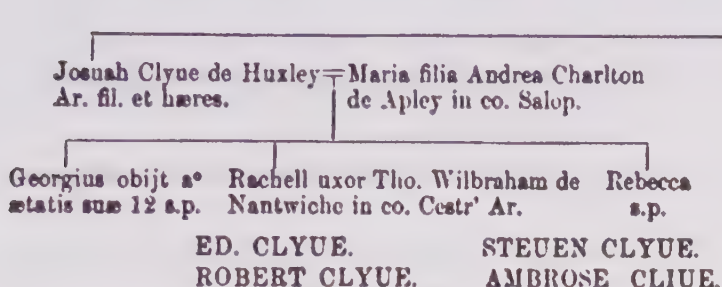 Josuah Clyue de Huxley
Ar. fil. et hæres.
Maria filia Andrea Charlton
de Apley in co. Salop.
Georgius obijt aº
ætatis suæ 12 s.p.
Rachell uxor Tho. Wilbraham de
Nantwiche in co. Cestr' Ar.
Rebecca
s.p.
ED. CLYUE.
STEUEN CLYUE.
ROBERT CLYUE.
AMBROSE CLIUE.